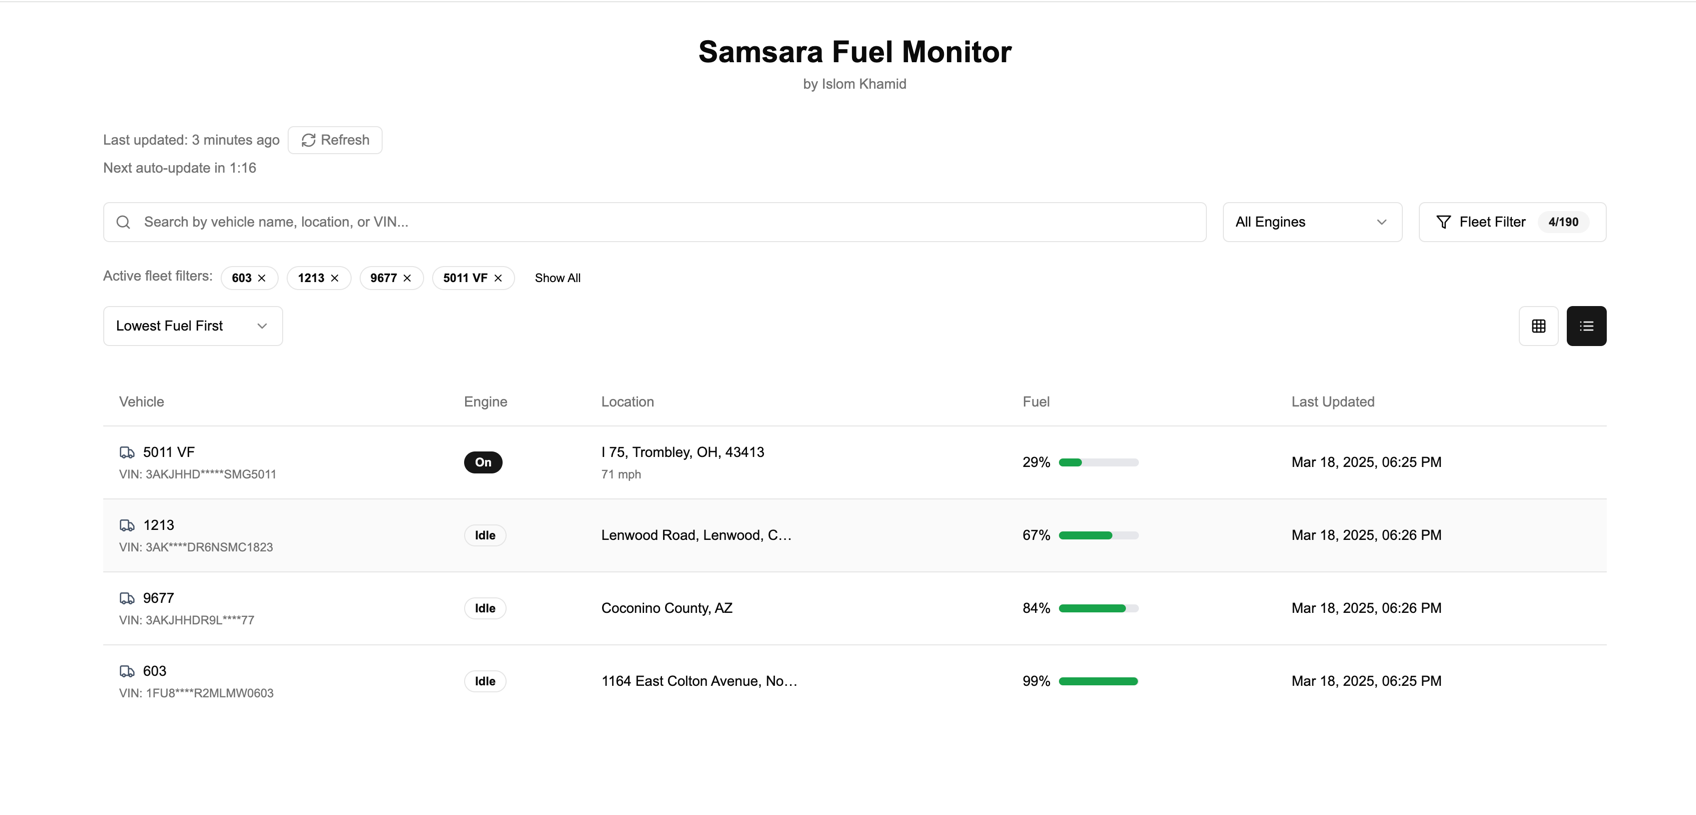 Samsara Fuel Monitor
by Islom Khamid
Last updated: 3 minutes ago Refresh
Next auto-update in 1:16
Search by vehicle name, location, or VIN... All Engines Fleet Filter 4/190
Active fleet filters: 603 × 1213 × 9677 × 5011 VF × Show All
Lowest Fuel First
Vehicle Engine Location Fuel Last Updated
5011 VF
VIN: 3AKJHHD*****SMG5011
On
I 75, Trombley, OH, 43413
71 mph
29%
Mar 18, 2025, 06:25 PM
1213
VIN: 3AK****DR6NSMC1823
Idle
Lenwood Road, Lenwood, C…
67%
Mar 18, 2025, 06:26 PM
9677
VIN: 3AKJHHDR9L****77
Idle
Coconino County, AZ
84%
Mar 18, 2025, 06:26 PM
603
VIN: 1FU8****R2MLMW0603
Idle
1164 East Colton Avenue, No…
99%
Mar 18, 2025, 06:25 PM